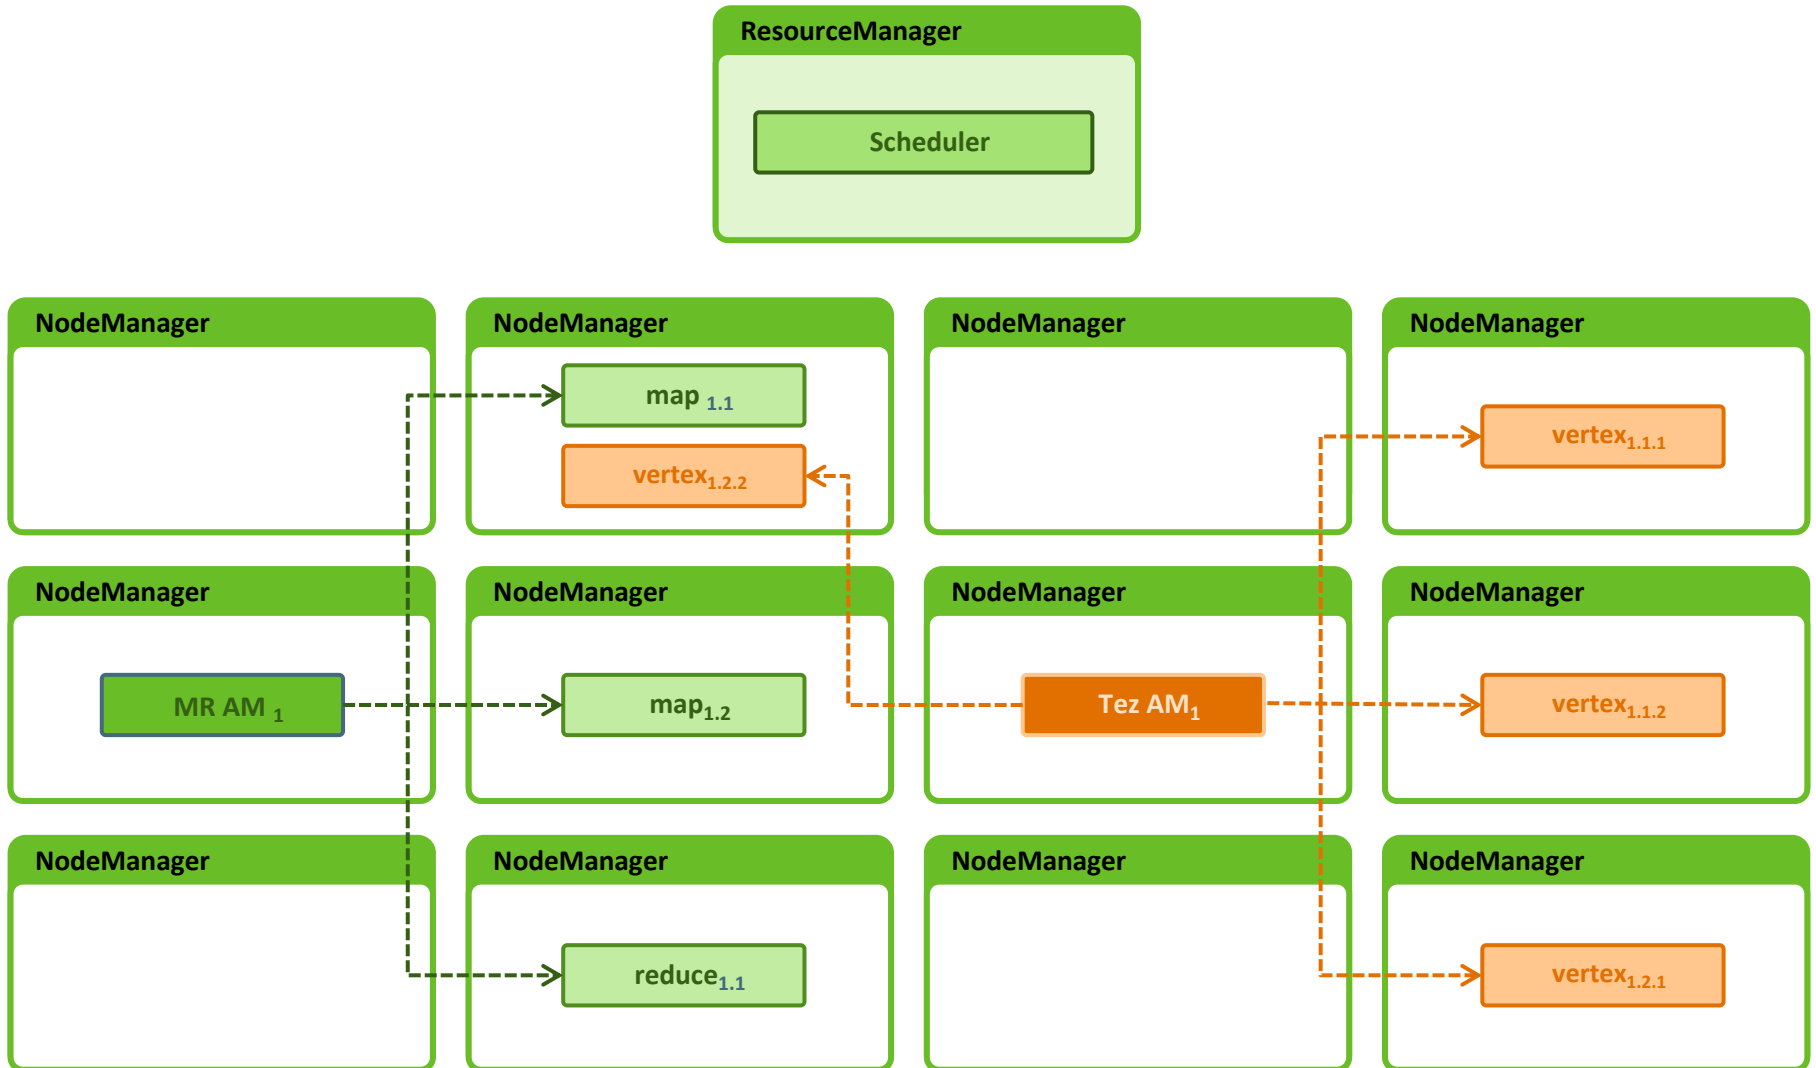 ResourceManager
Scheduler
NodeManager
NodeManager
NodeManager
NodeManager
map 1.1
vertex1.2.2
vertex1.1.1
NodeManager
NodeManager
NodeManager
NodeManager
MR AM 1
map1.2
Tez AM1
vertex1.1.2
NodeManager
NodeManager
NodeManager
NodeManager
reduce1.1
vertex1.2.1